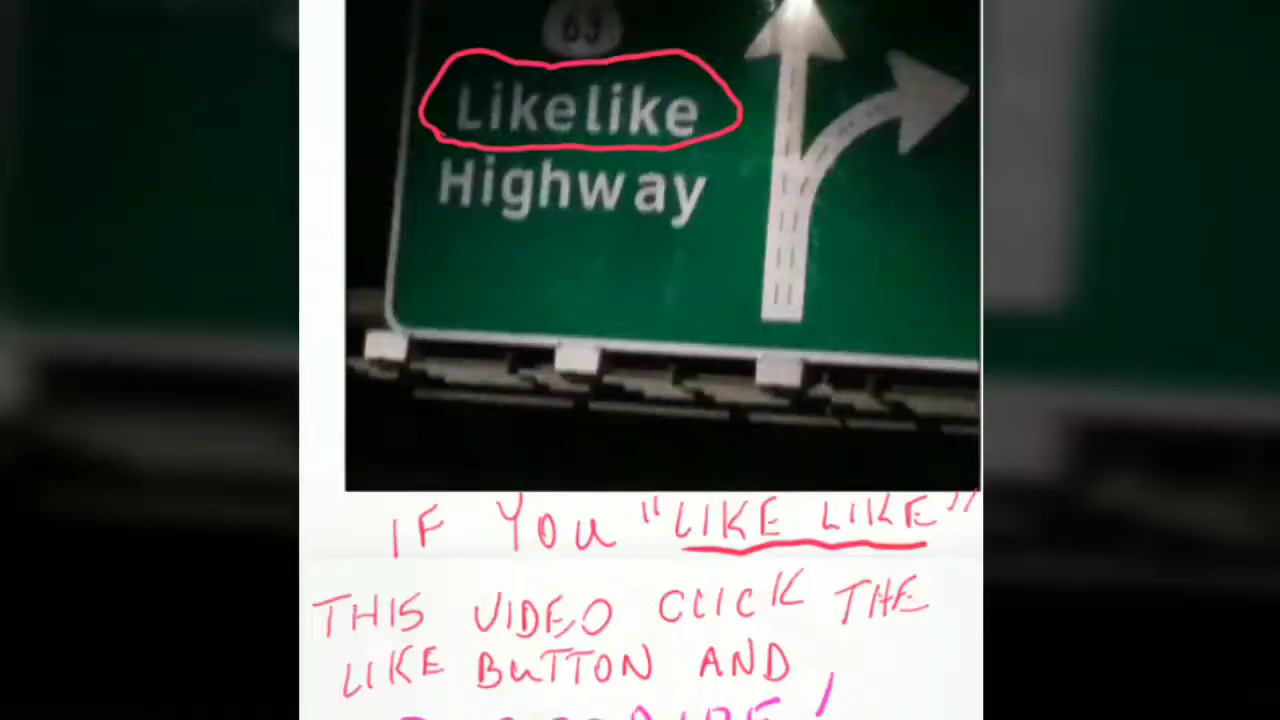 63
Likelike
Highway
IF YOU "LIKE LIKE"
THIS VIDEO CLICK THE
LIKE BUTTON AND